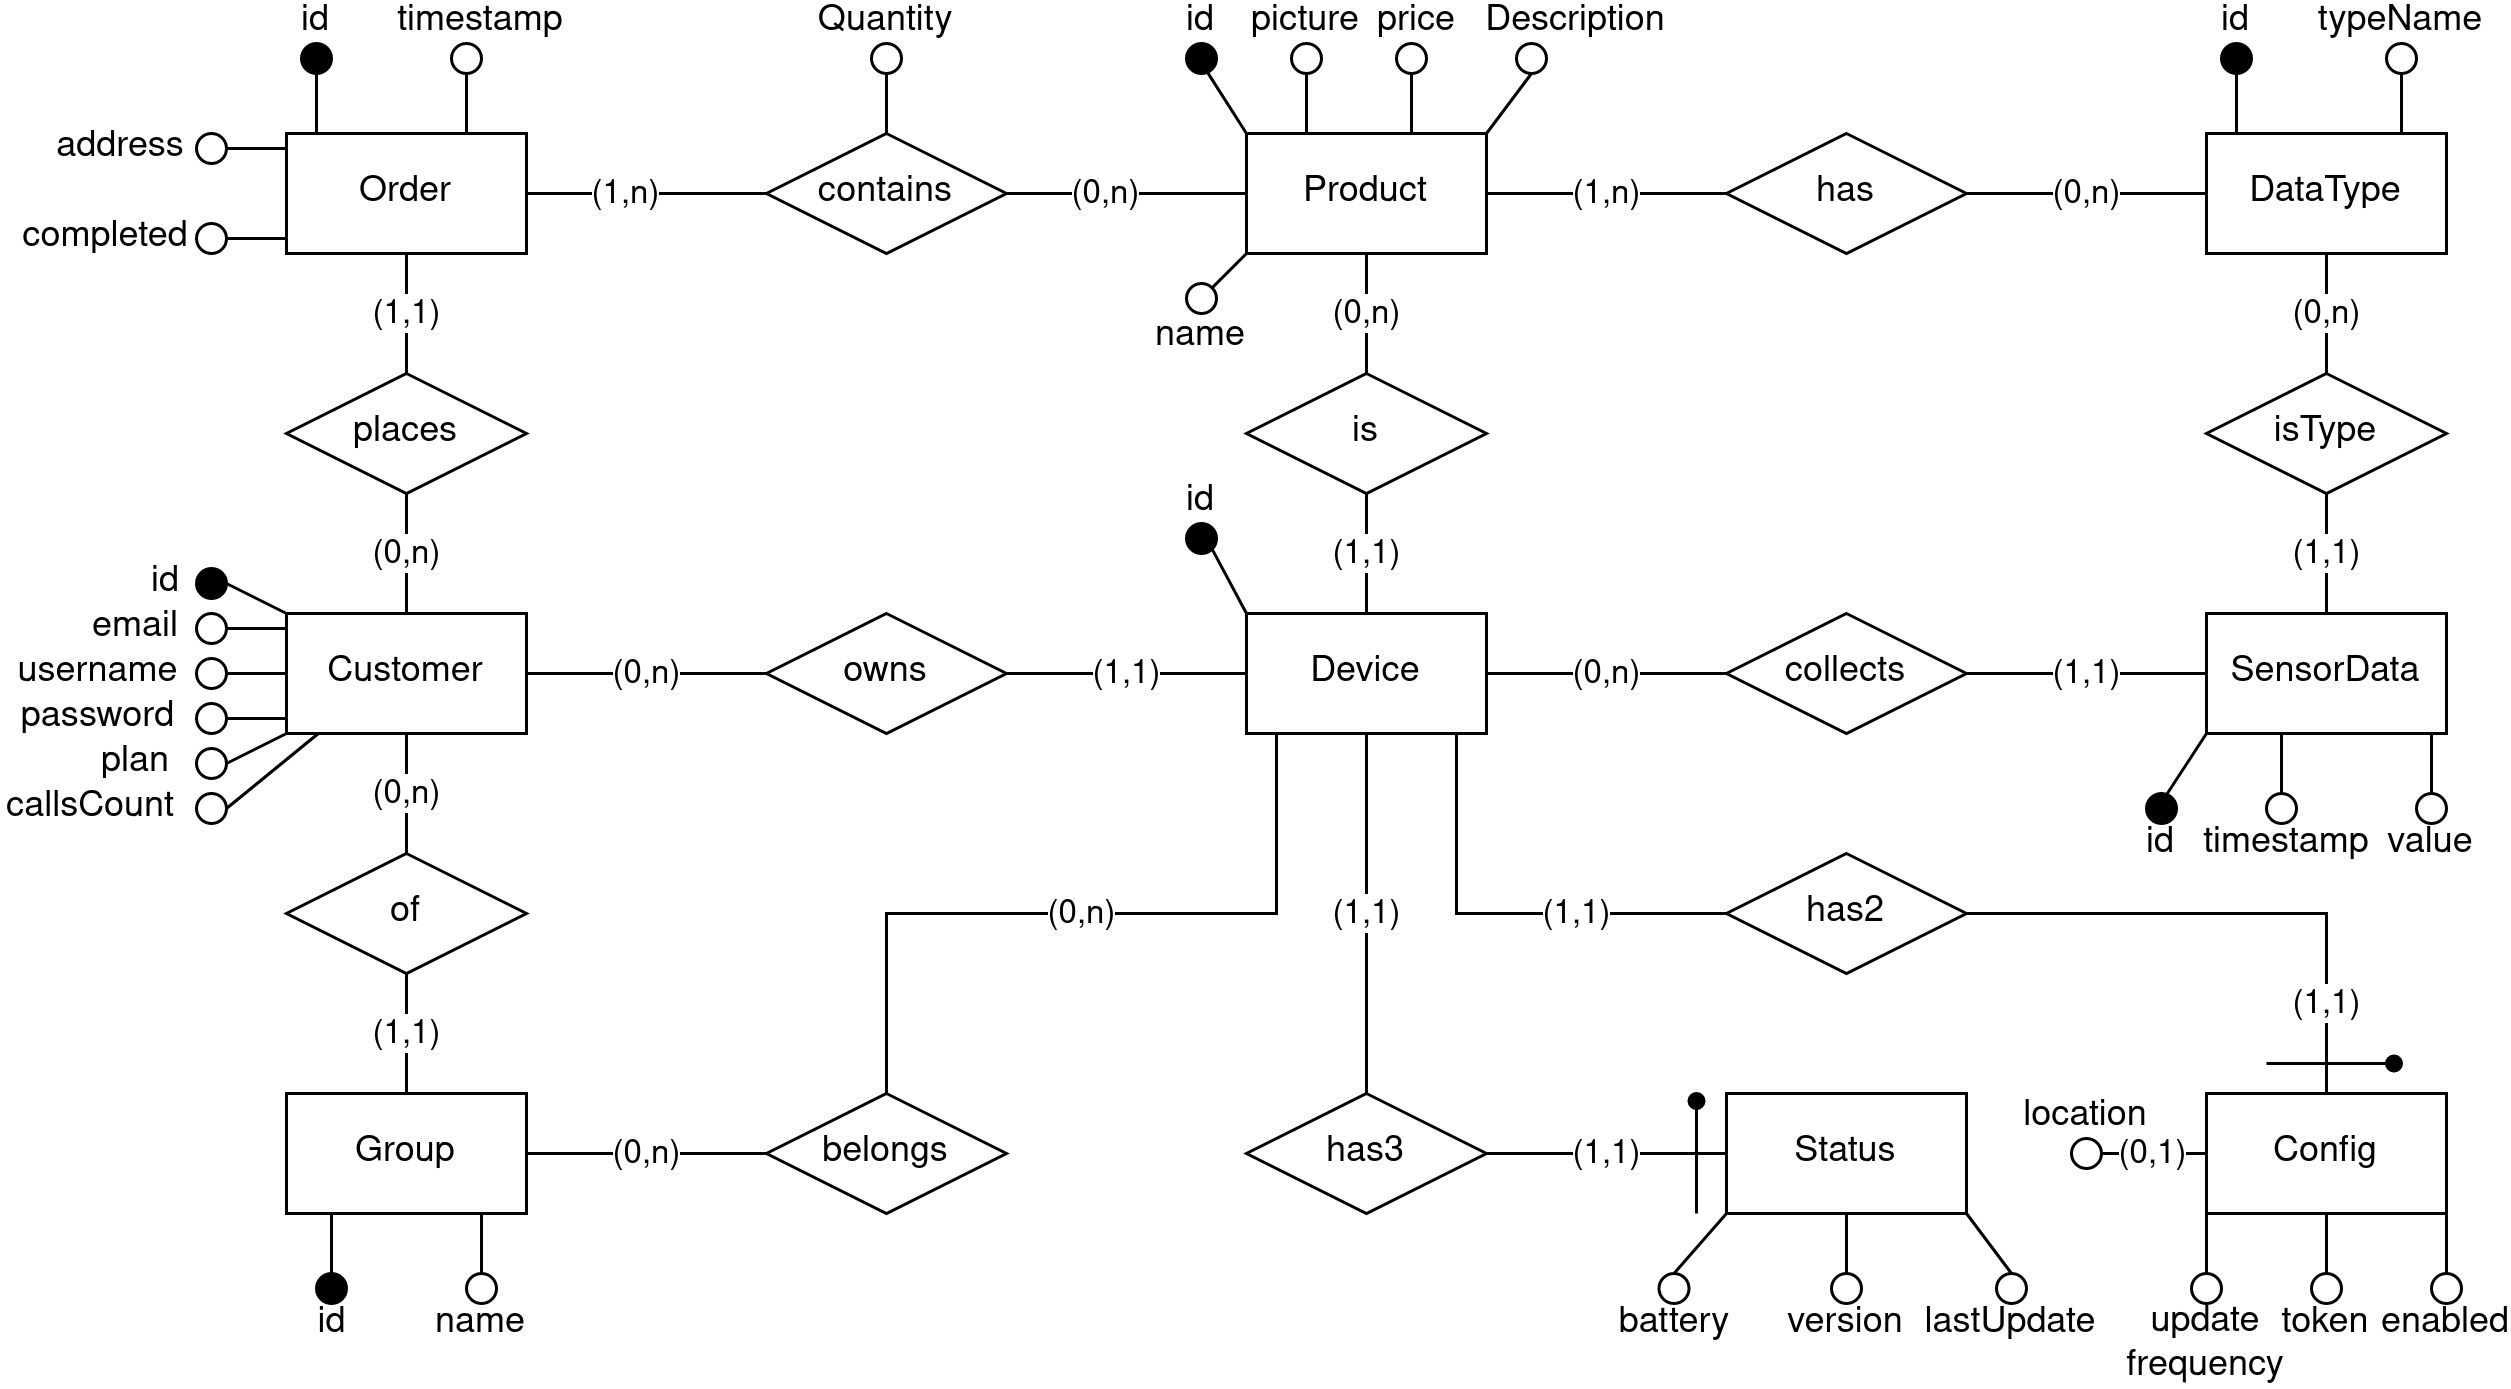 id
timestamp
Quantity
id
picture
price
Description
id
typeName
address
Order
(1,n)
contains
(0,n)
Product
(1,n)
has
(0,n)
DataType
completed
(1,1)
name
(0,n)
(0,n)
places
is
isType
(0,n)
id
(1,1)
(1,1)
id
email
username
password
plan
callsCount
Customer
(0,n)
owns
(1,1)
Device
(0,n)
collects
(1,1)
SensorData
(0,n)
id
timestamp
value
of
(0,n)
(1,1)
(1,1)
has2
(1,1)
(1,1)
Group
(0,n)
belongs
has3
(1,1)
Status
location
(0,1)
Config
id
name
battery
version
lastUpdate
update
frequency
token
enabled